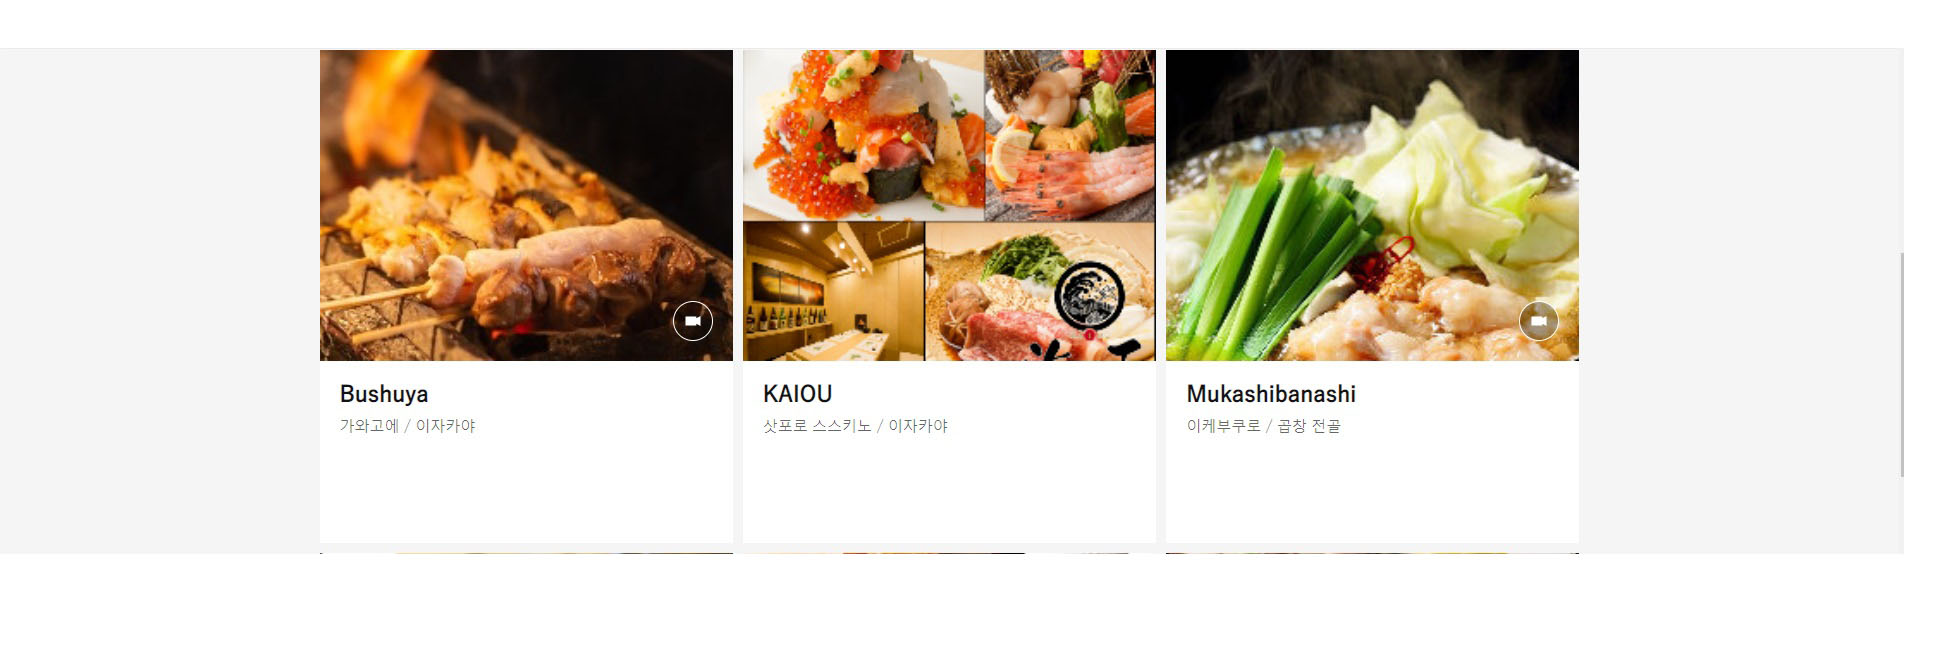 Bushuya
가와고에 / 이자카야
KAIOU
삿포로 스스키노 / 이자카야
Mukashibanashi
이케부쿠로 / 곱창 전골